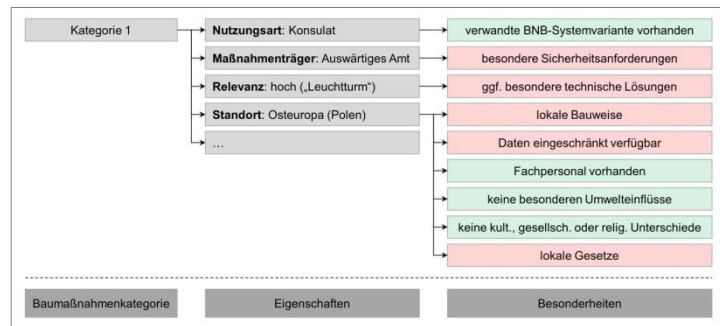 Kategorie 1
Nutzungsart: Konsulat
verwandte BNB-Systemvariante vorhanden
Maßnahmenträger: Auswärtiges Amt
besondere Sicherheitsanforderungen
Relevanz: hoch („Leuchtturm“)
ggf. besondere technische Lösungen
Standort: Osteuropa (Polen)
lokale Bauweise
...
Daten eingeschränkt verfügbar
Fachpersonal vorhanden
keine besonderen Umwelteinflüsse
keine kult., gesellsch. oder relig. Unterschiede
lokale Gesetze
Baumaßnahmenkategorie
Eigenschaften
Besonderheiten